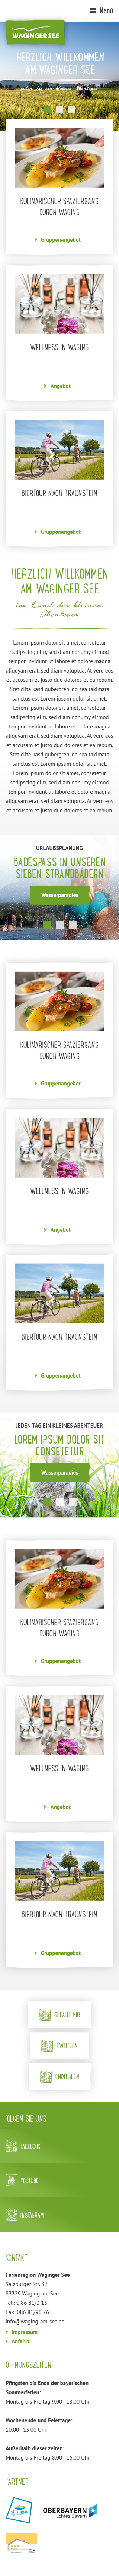 Menü
WAGINGER SEE
HERZLICH WILLKOMMEN
AM WAGINGER SEE
KULINARISCHER SPAZIERGANG
DURCH WAGING
Gruppenangebot
WELLNESS IN WAGING
Angebot
BIERTOUR NACH TRAUNSTEIN
Gruppenangebot
HERZLICH WILLKOMMEN
AM WAGINGER SEE
im Land der kleinen
Abenteuer
Lorem ipsum dolor sit amet, consetetur
sadipscing elitr, sed diam nonumy eirmod
tempor invidunt ut labore et dolore magna
aliquyam erat, sed diam voluptua. At vero eos
et accusam et justo duo dolores et ea rebum.
Stet clita kasd gubergren, no sea takimata
sanctus est Lorem ipsum dolor sit amet.
Lorem ipsum dolor sit amet, consetetur
sadipscing elitr, sed diam nonumy eirmod
tempor invidunt ut labore et dolore magna
aliquyam erat, sed diam voluptua. At vero eos
et accusam et justo duo dolores et ea rebum.
Stet clita kasd gubergren, no sea takimata
sanctus est Lorem ipsum dolor sit amet.
Lorem ipsum dolor sit amet, consetetur
sadipscing elitr, sed diam nonumy eirmod
tempor invidunt ut labore et dolore magna
aliquyam erat, sed diam voluptua. At vero eos
et accusam et justo duo dolores et ea rebum.
URLAUBSPLANUNG
BADESPASS IN UNSEREN
SIEBEN STRANDBÄDERN
Wasserparadies
KULINARISCHER SPAZIERGANG
DURCH WAGING
Gruppenangebot
WELLNESS IN WAGING
Angebot
BIERTOUR NACH TRAUNSTEIN
Gruppenangebot
JEDEN TAG EIN KLEINES ABENTEUER
LOREM IPSUM DOLOR SIT
CONSETETUR
Wasserparadies
KULINARISCHER SPAZIERGANG
DURCH WAGING
Gruppenangebot
WELLNESS IN WAGING
Angebot
BIERTOUR NACH TRAUNSTEIN
Gruppenangebot
GEFÄLLT MIR
TWITTERN
EMPFEHLEN
FOLGEN SIE UNS
FACEBOOK
YOUTUBE
INSTAGRAM
KONTAKT
Ferienregion Waginger See
Salzburger Str. 32
83329 Waging am See
Tel.: 0 86 81/3 13
Fax: 086 81/96 76
info@waging-am-see.de
Impressum
Anfahrt
ÖFFNUNGSZEITEN
Pfingsten bis Ende der bayerischen
Sommerferien:
Montag bis Freitag 9:00 - 18:00 Uhr
Wochenende und Feiertage:
10.00 - 13:00 Uhr
Außerhalb dieser zeiten:
Montag bis Freitag 8:00 - 16:00 Uhr
PARTNER
OBERBAYERN
Echtes Bayern